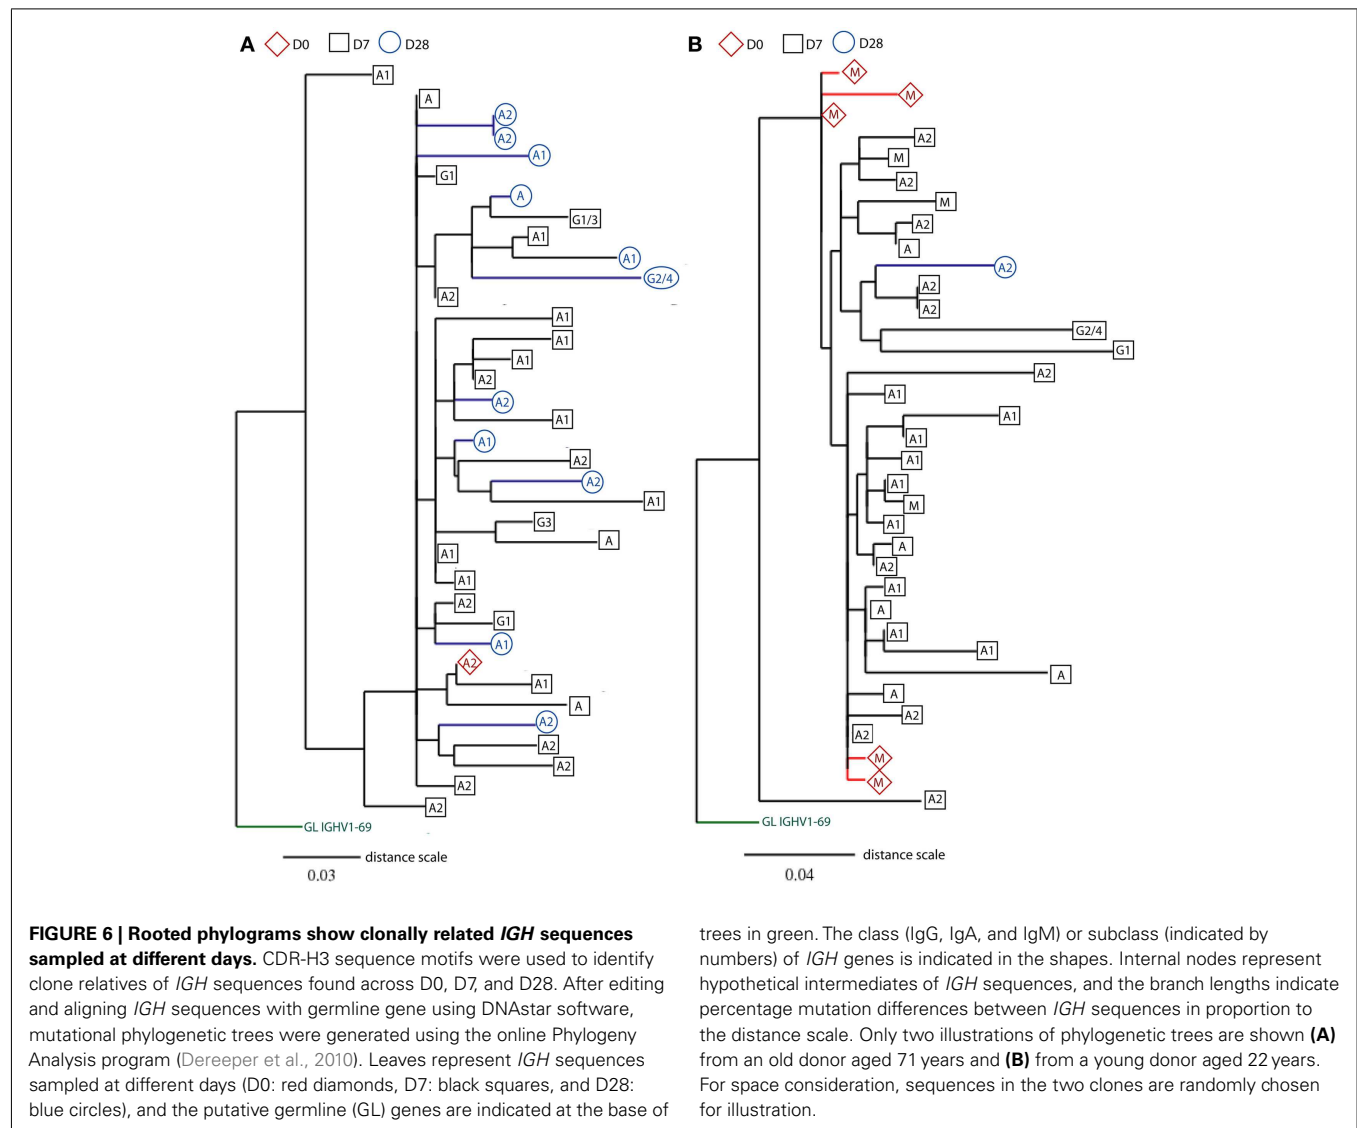 A D0 D7 D28
A1
A
A2
A2
A1
G1
A
G1/3
A1
A1
G2/4
A2
A1
A1
A1
A2
A2
A1
A1
A2
A2
A1
G3
A
A1
A1
A2
G1
A1
A2
A1
A
A2
A2
A2
A2
A2
GL IGHV1-69
distance scale
0.03
B D0 D7 D28
M
M
M
A2
M
A2
M
A2
A
A2
A2
A2
G2/4
G1
A2
A1
A1
A1
A1
A1
M
A1
A
A2
A1
A
A1
A1
A
A
A2
A2
M
M
A2
GL IGHV1-69
distance scale
0.04
FIGURE 6 | Rooted phylograms show clonally related IGH sequences
sampled at different days. CDR-H3 sequence motifs were used to identify
clone relatives of IGH sequences found across D0, D7, and D28. After editing
and aligning IGH sequences with germline gene using DNAstar software,
mutational phylogenetic trees were generated using the online Phylogeny
Analysis program (Dereeper et al., 2010). Leaves represent IGH sequences
sampled at different days (D0: red diamonds, D7: black squares, and D28:
blue circles), and the putative germline (GL) genes are indicated at the base of
trees in green. The class (IgG, IgA, and IgM) or subclass (indicated by
numbers) of IGH genes is indicated in the shapes. Internal nodes represent
hypothetical intermediates of IGH sequences, and the branch lengths indicate
percentage mutation differences between IGH sequences in proportion to
the distance scale. Only two illustrations of phylogenetic trees are shown (A)
from an old donor aged 71 years and (B) from a young donor aged 22 years.
For space consideration, sequences in the two clones are randomly chosen
for illustration.